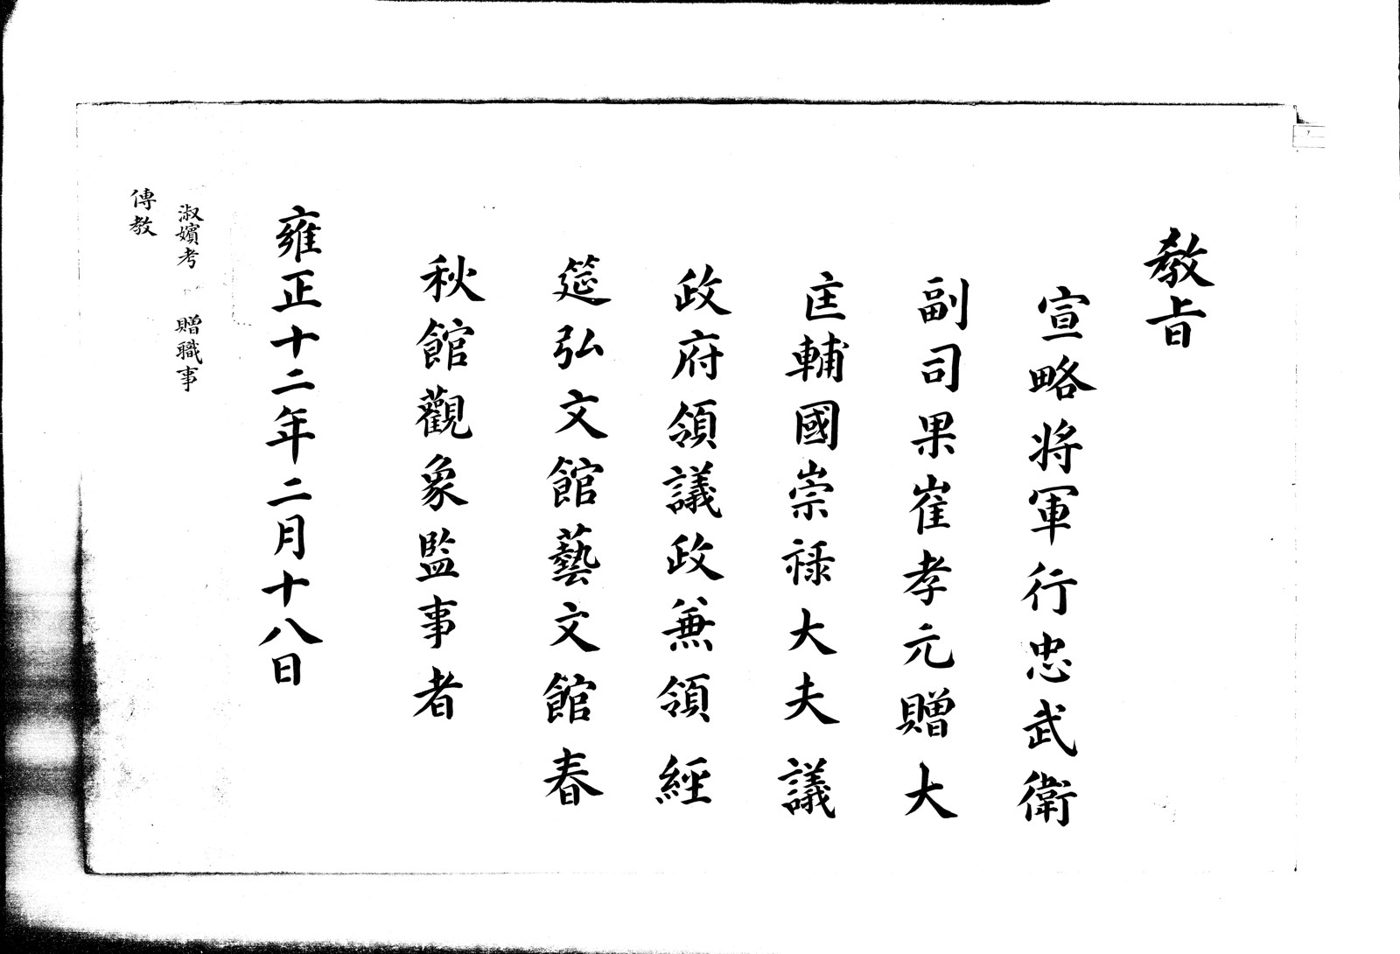 敎旨
宣略將軍行忠武衛
副司果崔孝元贈大
匡輔國崇祿大夫議
政府領議政兼領經
筵弘文館藝文館春
秋館觀象監事者
雍正十二年二月十八日
淑嬪考 贈職事
傳敎